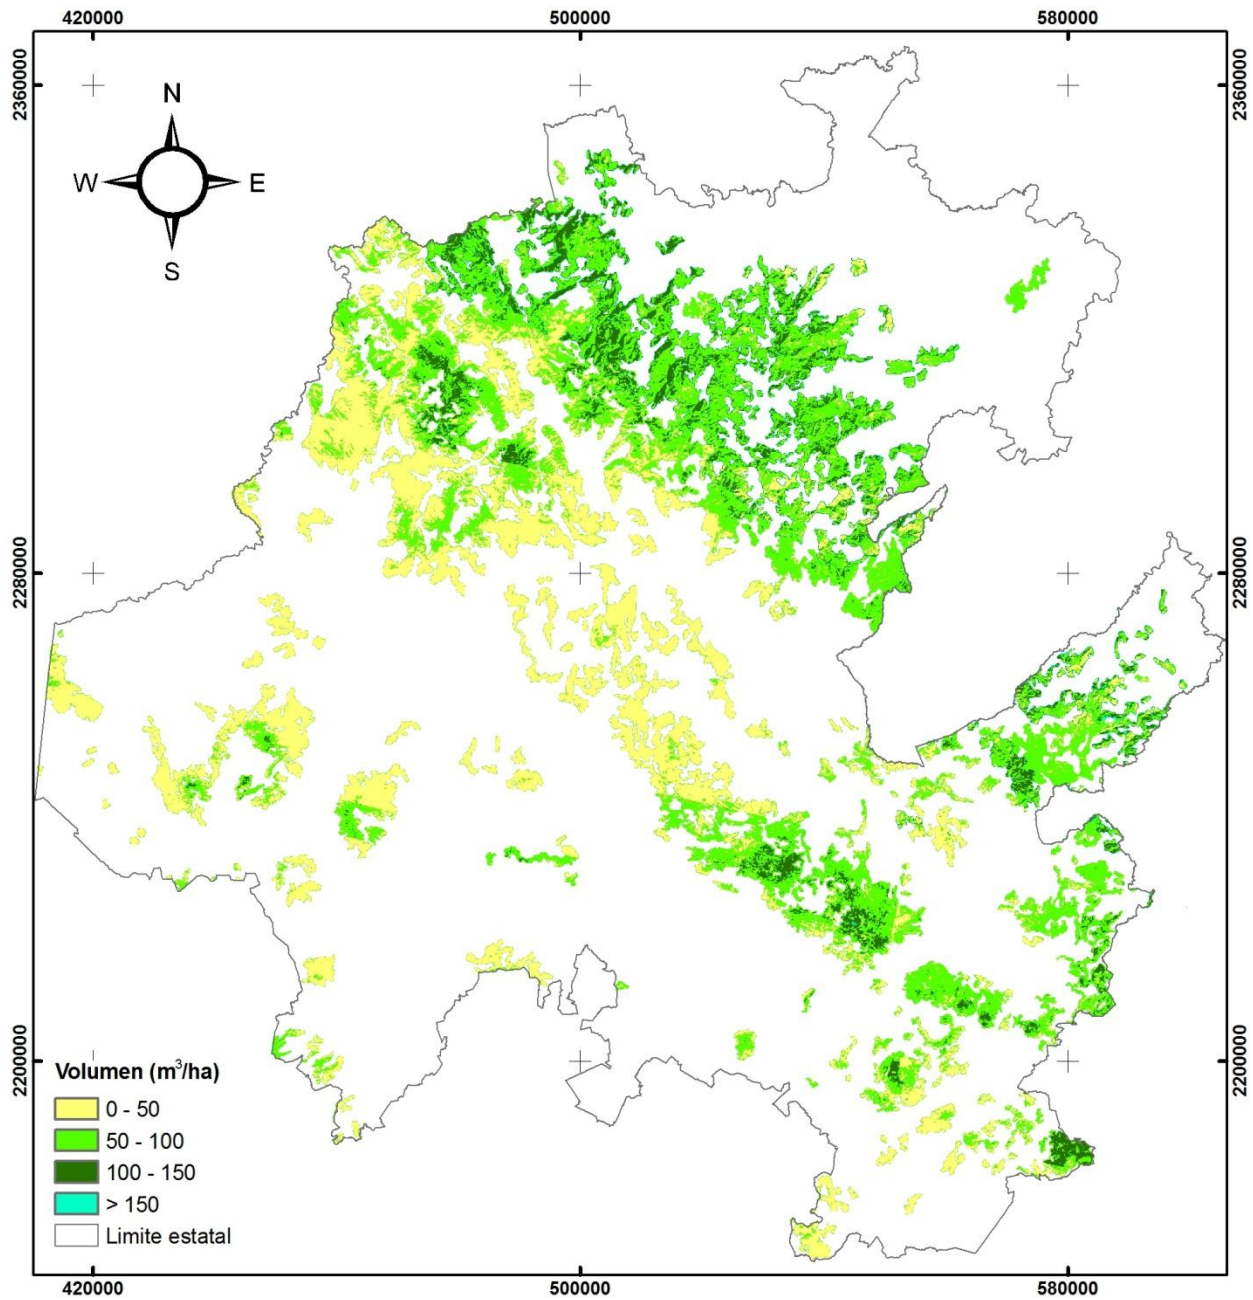 420000 500000 580000
2360000 2360000
N
W E
S
2280000 2280000
2200000 2200000
Volumen (m³/ha)
0 - 50
50 - 100
100 - 150
> 150
Limite estatal
420000 500000 580000